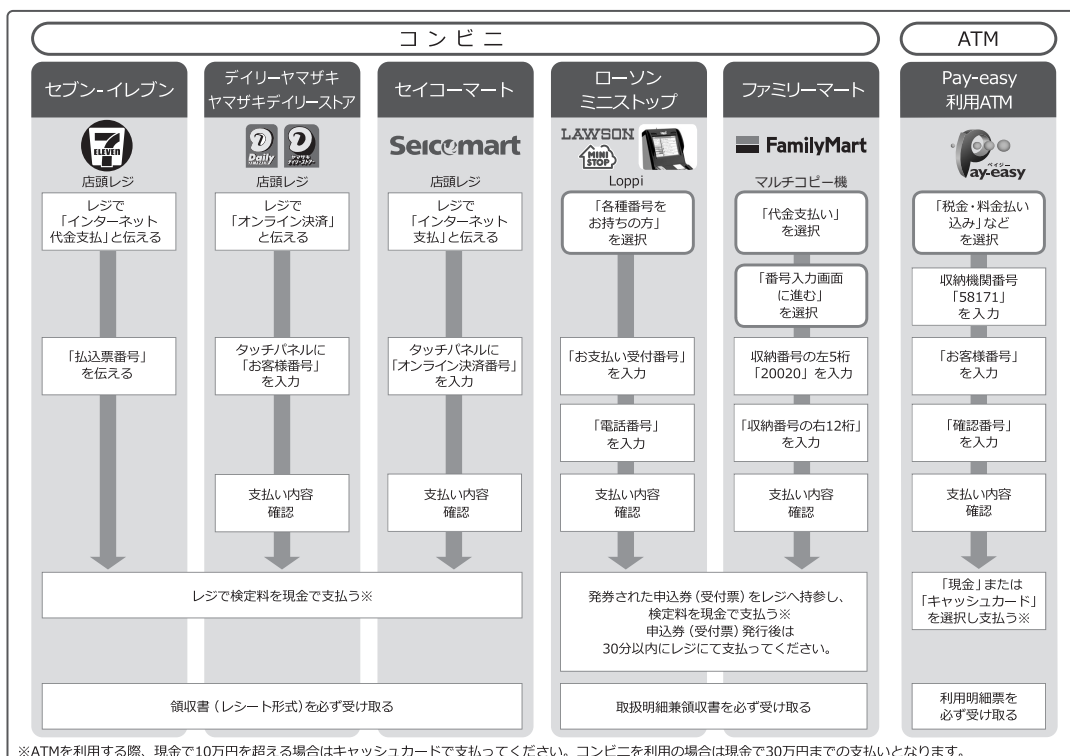 コンビニ
ATM
セブン-イレブン
デイリーヤマザキ
ヤマザキデイリーストア
セイコーマート
ローソン
ミニストップ
ファミリーマート
Pay-easy
利用ATM
7
ELEVEN
Daily
YAMAZAKI
ヤマザキ
デイリーストアー
Seicomart
LAWSON
MINI
STOP
FamilyMart
ペイジー
Pay-easy
店頭レジ
店頭レジ
店頭レジ
Loppi
マルチコピー機
レジで
「インターネット
代金支払」と伝える
レジで
「オンライン決済」
と伝える
レジで
「インターネット
支払」と伝える
「各種番号を
お持ちの方」
を選択
「代金支払い」
を選択
「税金・料金払い
込み」など
を選択
「番号入力画面
に進む」
を選択
収納機関番号
「58171」
を入力
「払込票番号」
を伝える
タッチパネルに
「お客様番号」
を入力
タッチパネルに
「オンライン決済番号」
を入力
「お支払い受付番号」
を入力
収納番号の左5桁
「20020」を入力
「お客様番号」
を入力
「電話番号」
を入力
「収納番号の右12桁」
を入力
「確認番号」
を入力
支払い内容
確認
支払い内容
確認
支払い内容
確認
支払い内容
確認
支払い内容
確認
レジで検定料を現金で支払う※
発券された申込券（受付票）をレジへ持参し、
検定料を現金で支払う※
申込券（受付票）発行後は
30分以内にレジにて支払ってください。
「現金」または
「キャッシュカード」
を選択し支払う※
領収書（レシート形式）を必ず受け取る
取扱明細兼領収書を必ず受け取る
利用明細票を
必ず受け取る
※ATMを利用する際、現金で10万円を超える場合はキャッシュカードで支払ってください。コンビニを利用の場合は現金で30万円までの支払いとなります。